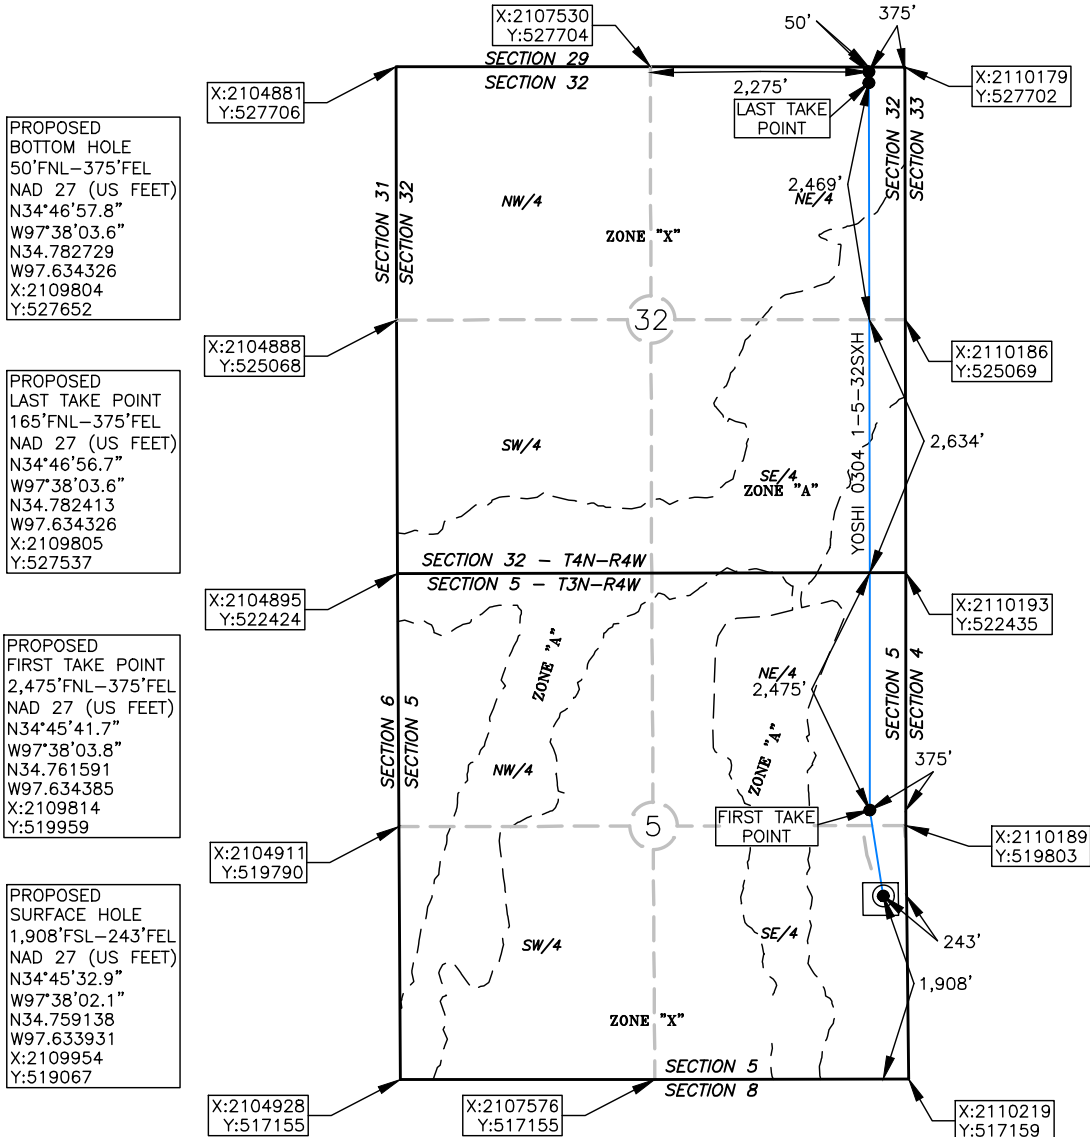 X:2107530
Y:527704
50'
375'
SECTION 29
SECTION 32
X:2104881
Y:527706
2,275'
X:2110179
Y:527702
LAST TAKE
POINT
SECTION 32
SECTION 33
PROPOSED
BOTTOM HOLE
50'FNL-375'FEL
NAD 27 (US FEET)
N34°46'57.8"
W97°38'03.6"
N34.782729
W97.634326
X:2109804
Y:527652
SECTION 31
SECTION 32
NW/4
2,469'
NE/4
ZONE "X"
32
X:2104888
Y:525068
X:2110186
Y:525069
PROPOSED
LAST TAKE POINT
165'FNL-375'FEL
NAD 27 (US FEET)
N34°46'56.7"
W97°38'03.6"
N34.782413
W97.634326
X:2109805
Y:527537
SW/4
SE/4
ZONE "A"
YOSHI 0304 1-5-32SXH
2,634'
SECTION 32 - T4N-R4W
SECTION 5 - T3N-R4W
X:2104895
Y:522424
X:2110193
Y:522435
PROPOSED
FIRST TAKE POINT
2,475'FNL-375'FEL
NAD 27 (US FEET)
N34°45'41.7"
W97°38'03.8"
N34.761591
W97.634385
X:2109814
Y:519959
SECTION 6
SECTION 5
ZONE "A"
NE/4
2,475'
SECTION 5
SECTION 4
NW/4
ZONE "A"
375'
FIRST TAKE
POINT
5
X:2104911
Y:519790
X:2110189
Y:519803
PROPOSED
SURFACE HOLE
1,908'FSL-243'FEL
NAD 27 (US FEET)
N34°45'32.9"
W97°38'02.1"
N34.759138
W97.633931
X:2109954
Y:519067
SW/4
SE/4
243'
1,908'
ZONE "X"
SECTION 5
SECTION 8
X:2104928
Y:517155
X:2107576
Y:517155
X:2110219
Y:517159